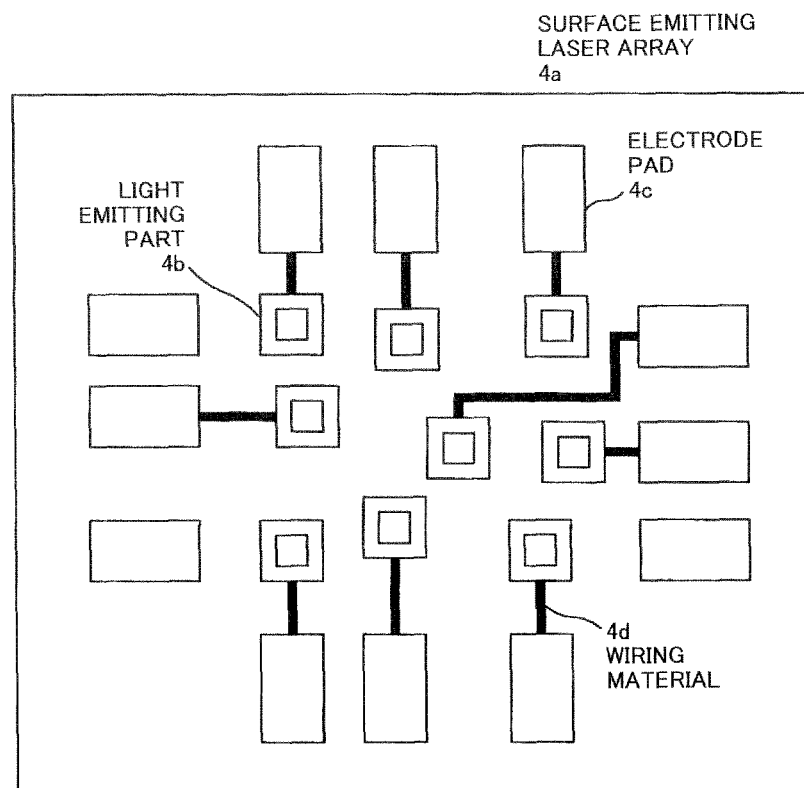 SURFACE EMITTING
LASER ARRAY
4a
ELECTRODE
PAD
4c
LIGHT
EMITTING
PART
4b
4d
WIRING
MATERIAL